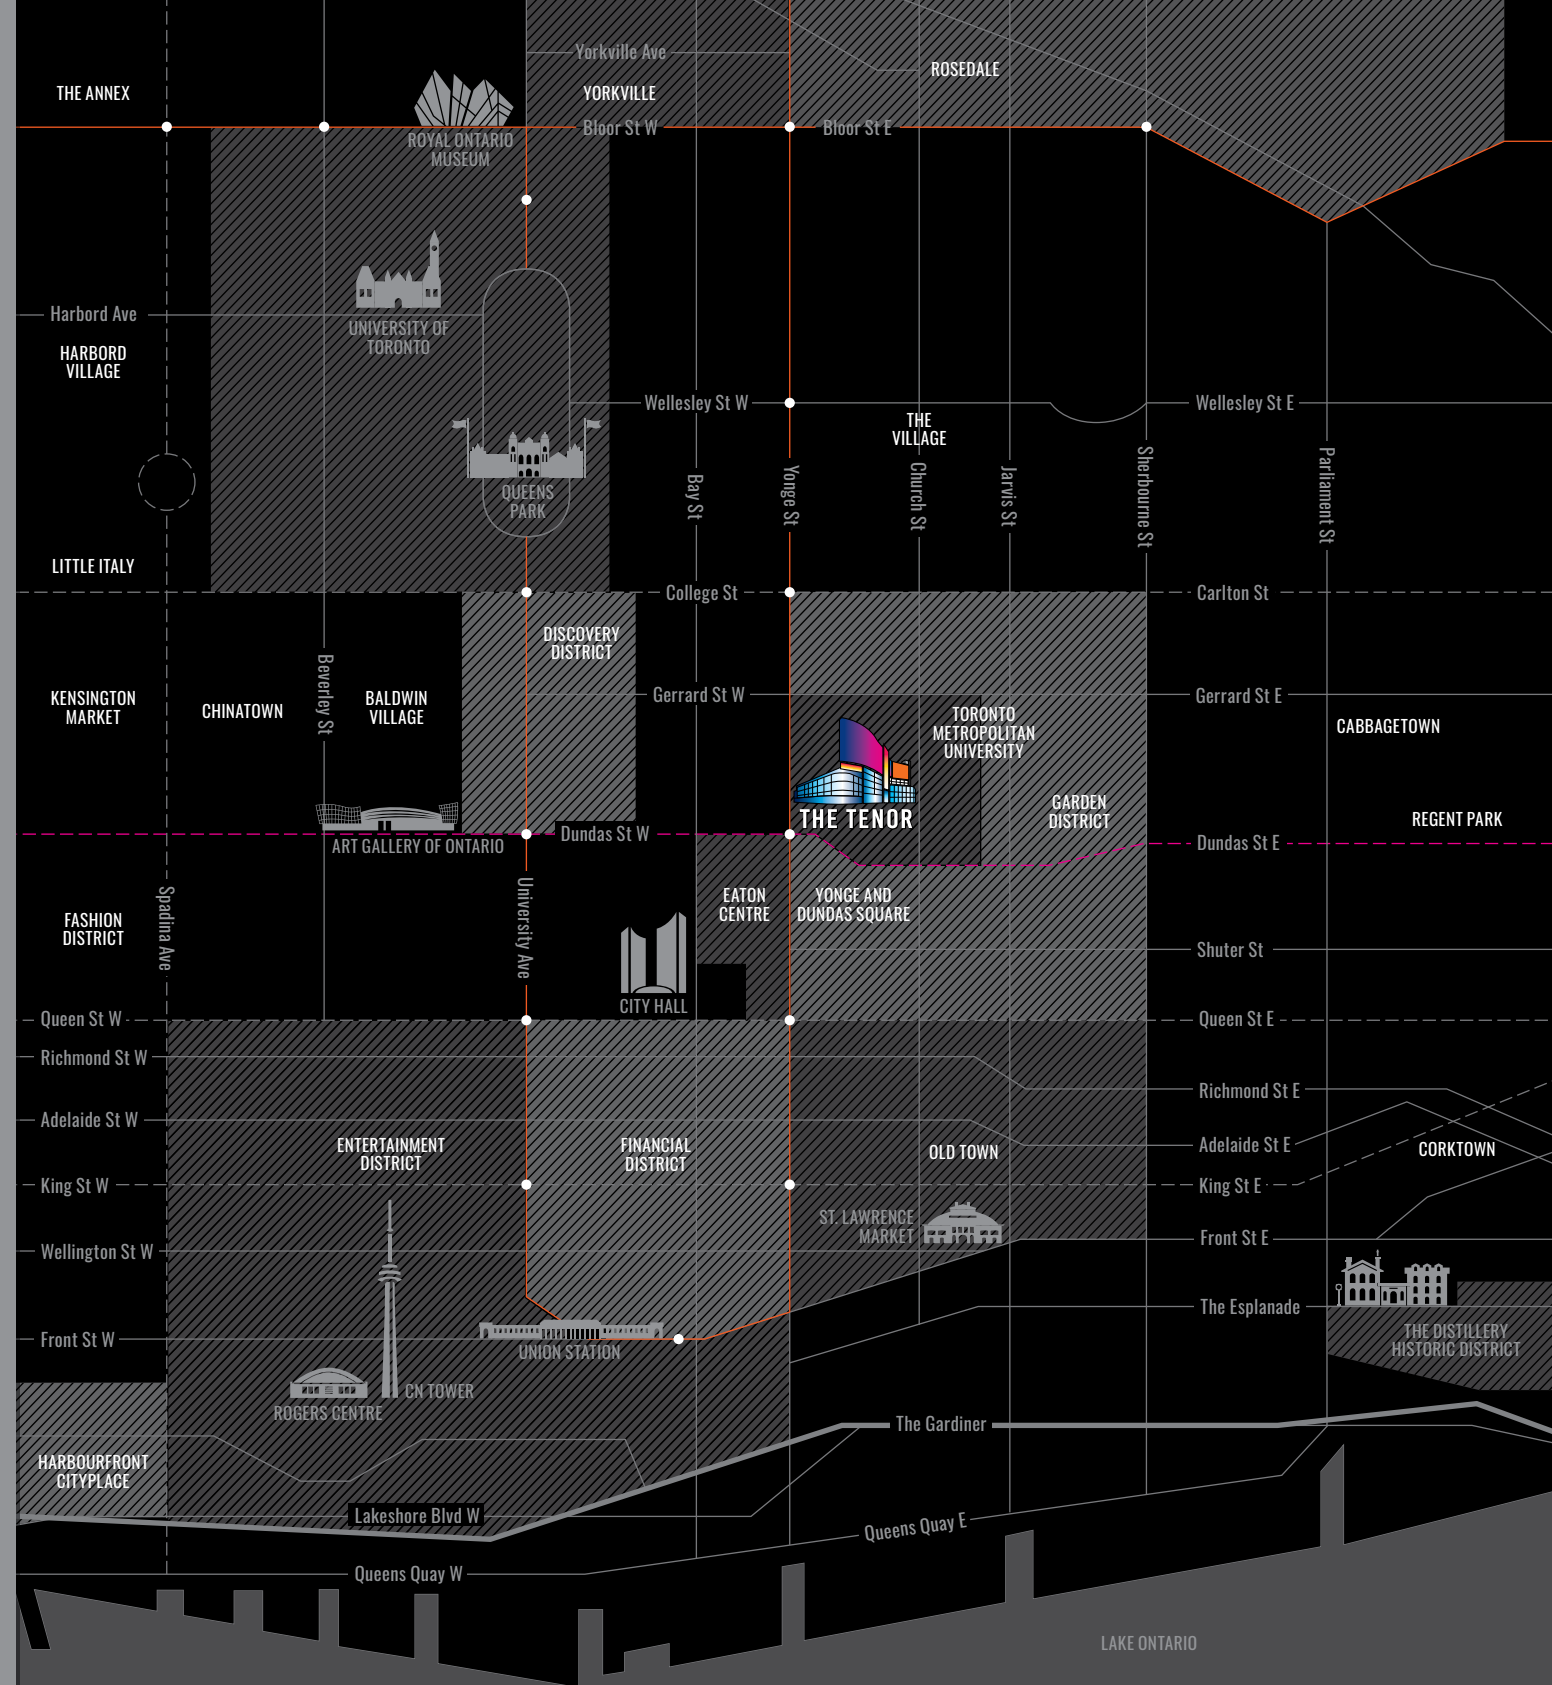 Yorkville Ave
ROSEDALE
THE ANNEX
YORKVILLE
Bloor St W
Bloor St E
ROYAL ONTARIO
MUSEUM
Harbord Ave
UNIVERSITY OF
TORONTO
HARBORD
VILLAGE
Wellesley St W
Wellesley St E
THE
VILLAGE
Bay St
Yonge St
Church St
Jarvis St
Sherbourne St
Parliament St
QUEENS
PARK
LITTLE ITALY
College St
Carlton St
DISCOVERY
DISTRICT
Beverley St
KENSINGTON
MARKET
CHINATOWN
BALDWIN
VILLAGE
Gerrard St W
Gerrard St E
TORONTO
METROPOLITAN
UNIVERSITY
CABBAGETOWN
THE TENOR
GARDEN
DISTRICT
REGENT PARK
ART GALLERY OF ONTARIO
Dundas St W
Dundas St E
Spadina Ave
University Ave
EATON
CENTRE
YONGE AND
DUNDAS SQUARE
FASHION
DISTRICT
Shuter St
CITY HALL
Queen St W
Queen St E
Richmond St W
Richmond St E
Adelaide St W
Adelaide St E
ENTERTAINMENT
DISTRICT
FINANCIAL
DISTRICT
OLD TOWN
CORKTOWN
King St W
King St E
ST. LAWRENCE
MARKET
Wellington St W
Front St E
The Esplanade
Front St W
UNION STATION
THE DISTILLERY
HISTORIC DISTRICT
CN TOWER
ROGERS CENTRE
The Gardiner
HARBOURFRONT
CITYPLACE
Lakeshore Blvd W
Queens Quay E
Queens Quay W
LAKE ONTARIO